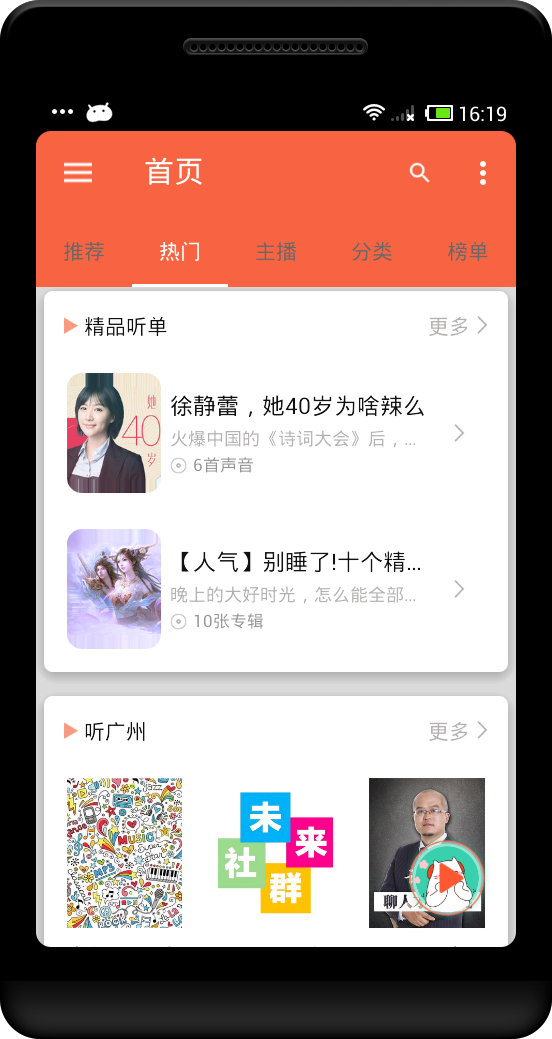 16:19
首页
推荐 热门 主播 分类 榜单
精品听单 更多
她
40
岁
徐静蕾，她40岁为啥辣么
火爆中国的《诗词大会》后，...
6首声音
【人气】别睡了!十个精...
晚上的大好时光，怎么能全部...
10张专辑
听广州 更多
JAZZ
MUSIC
MP3
ROCK
未来
社群
聊人